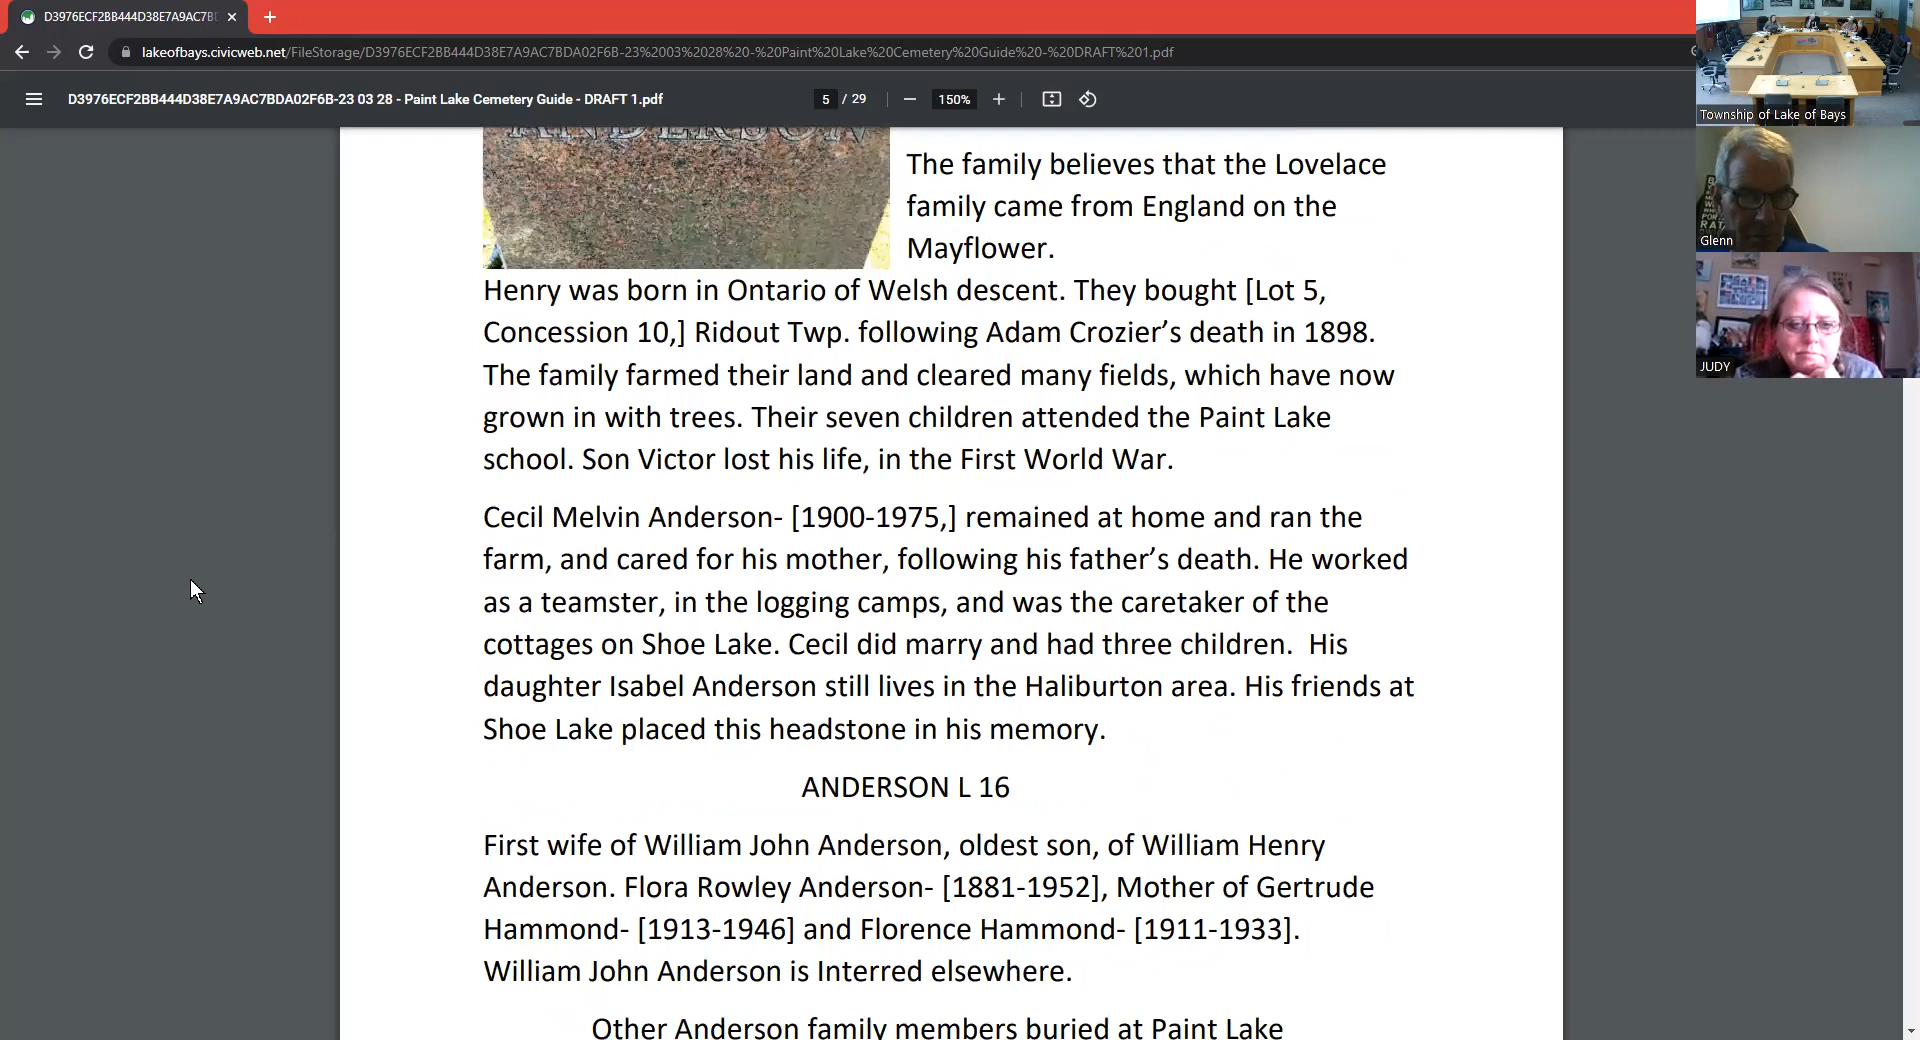 D3976ECF2BB444D38E7A9AC7BD
lakeofbays.civicweb.net/FileStorage/D3976ECF2BB444D38E7A9AC7BDA02F6B-23%2003%2028%20-%20Paint%20Lake%20Cemetery%20Guide%20-%20DRAFT%201.pdf
D3976ECF2BB444D38E7A9AC7BDA02F6B-23 03 28 - Paint Lake Cemetery Guide - DRAFT 1.pdf
5 / 29
150%
Township of Lake of Bays
Glenn
JUDY
ANDERSON
The family believes that the Lovelace
family came from England on the
Mayflower.
Henry was born in Ontario of Welsh descent. They bought [Lot 5,
Concession 10,] Ridout Twp. following Adam Crozier’s death in 1898.
The family farmed their land and cleared many fields, which have now
grown in with trees. Their seven children attended the Paint Lake
school. Son Victor lost his life, in the First World War.
Cecil Melvin Anderson- [1900-1975,] remained at home and ran the
farm, and cared for his mother, following his father’s death. He worked
as a teamster, in the logging camps, and was the caretaker of the
cottages on Shoe Lake. Cecil did marry and had three children.  His
daughter Isabel Anderson still lives in the Haliburton area. His friends at
Shoe Lake placed this headstone in his memory.
ANDERSON L 16
First wife of William John Anderson, oldest son, of William Henry
Anderson. Flora Rowley Anderson- [1881-1952], Mother of Gertrude
Hammond- [1913-1946] and Florence Hammond- [1911-1933].
William John Anderson is Interred elsewhere.
Other Anderson family members buried at Paint Lake